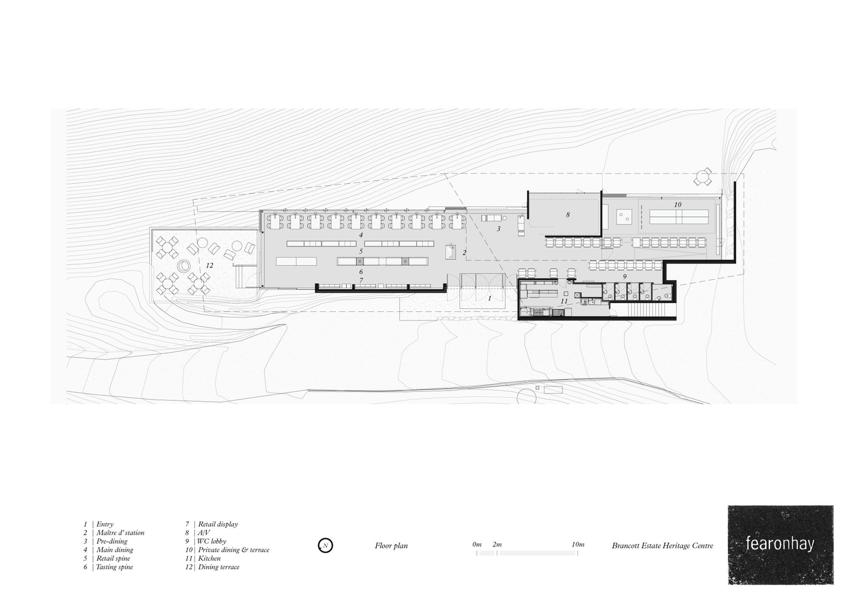 10
8
3
4
2
5
12
6
9
7
1
11
1 | Entry
2 | Maître d' station
3 | Pre-dining
4 | Main dining
5 | Retail spine
6 | Tasting spine
7 | Retail display
8 | A/V
9 | WC lobby
10 | Private dining & terrace
11 | Kitchen
12 | Dining terrace
N
Floor plan
0m 2m 10m
Brancott Estate Heritage Centre
fearonhay